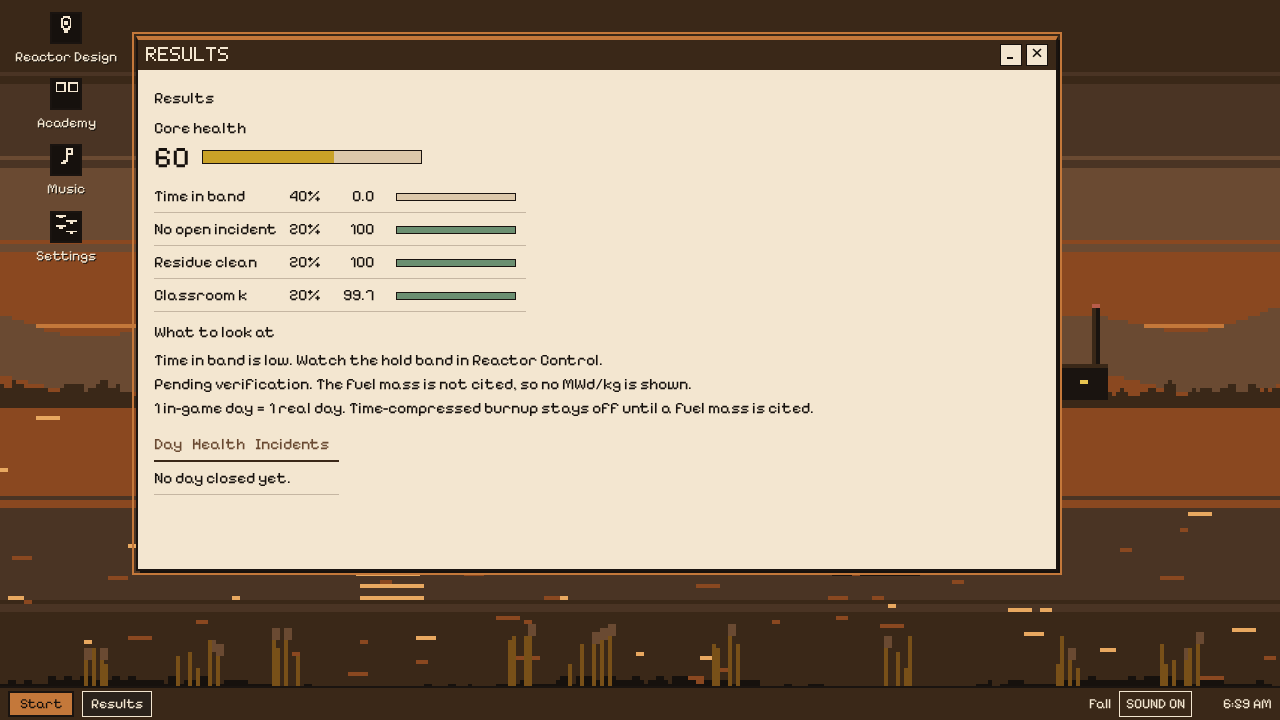 Reactor Design
Academy
Music
Settings
RESULTS
Results
Core health
60
Time in band 40% 0.0
No open incident 20% 100
Residue clean 20% 100
Classroom k 20% 99.7
What to look at
Time in band is low. Watch the hold band in Reactor Control.
Pending verification. The fuel mass is not cited, so no MWd/kg is shown.
1 in-game day = 1 real day. Time-compressed burnup stays off until a fuel mass is cited.
Day Health Incidents
No day closed yet.
Start
Results
Fall
SOUND ON
6:29 AM